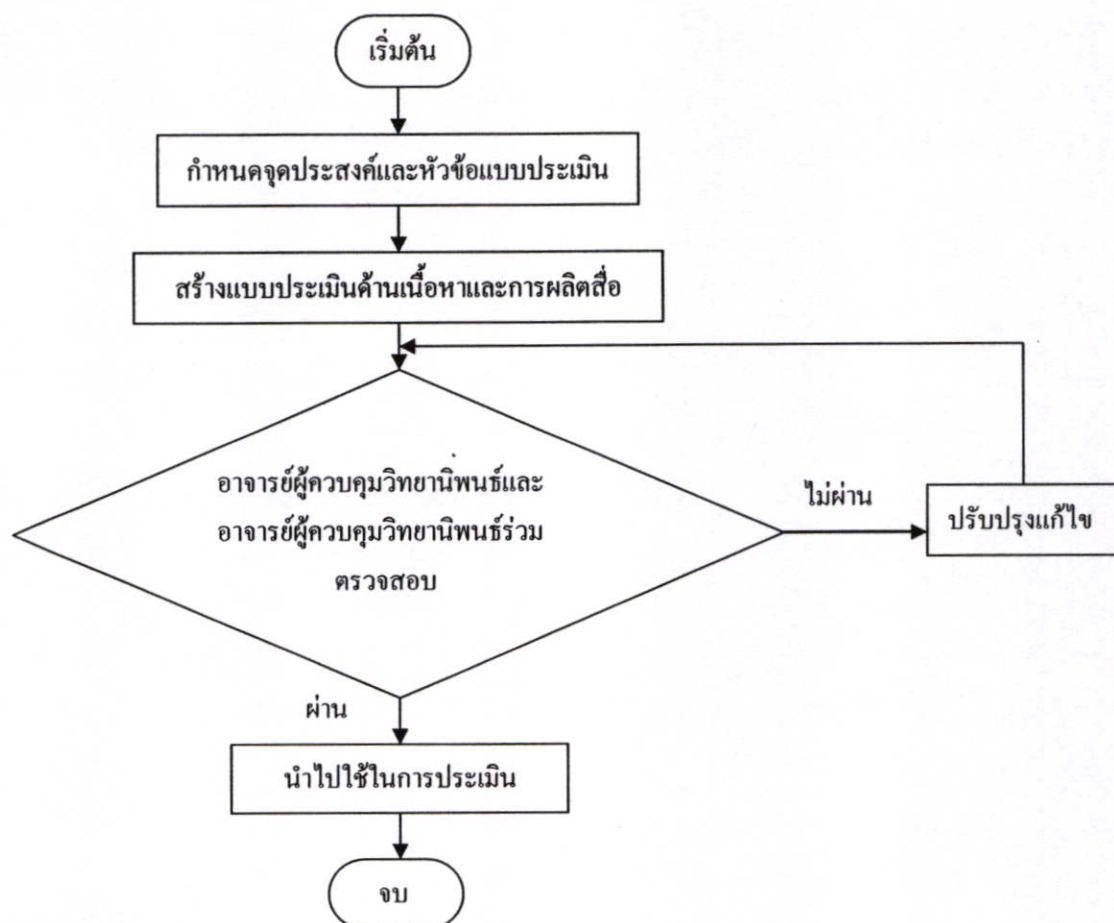 เริ่มต้น
กำหนดจุดประสงค์และหัวข้อแบบประเมิน
สร้างแบบประเมินด้านเนื้อหาและการผลิตสื่อ
อาจารย์ผู้ควบคุมวิทยานิพนธ์และ
อาจารย์ผู้ควบคุมวิทยานิพนธ์ร่วม
ตรวจสอบ
ไม่ผ่าน
ปรับปรุงแก้ไข
ผ่าน
นำไปใช้ในการประเมิน
จบ